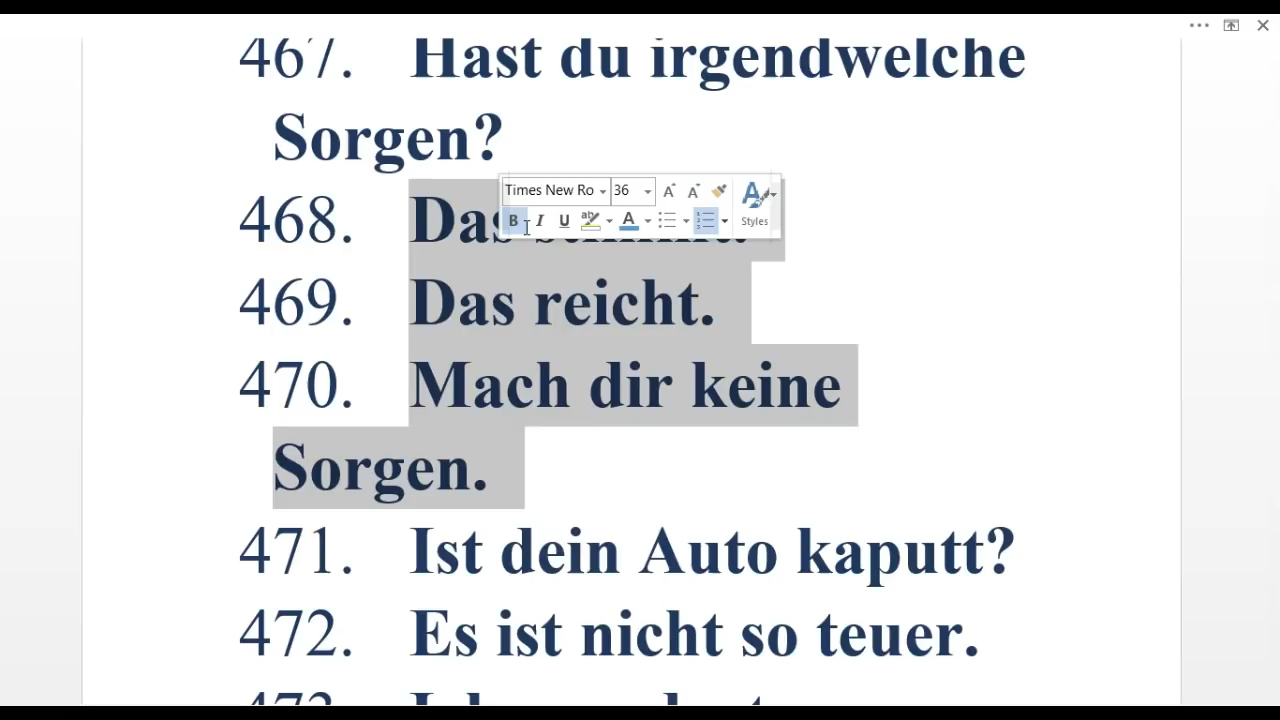 467. Hast du irgendwelche
Sorgen?
Times New Ro 36
468. Das
B I U ab A Styles
469. Das reicht.
470. Mach dir keine
Sorgen.
471. Ist dein Auto kaputt?
472. Es ist nicht so teuer.